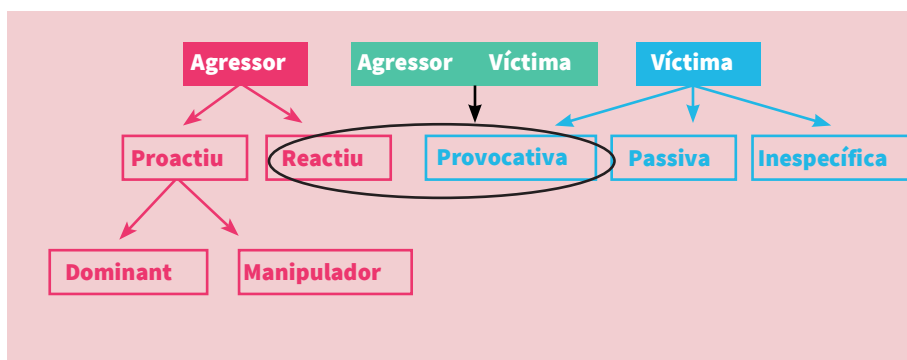 Agressor
Agressor Víctima
Víctima
Proactiu
Reactiu
Provocativa
Passiva
Inespecífica
Dominant
Manipulador